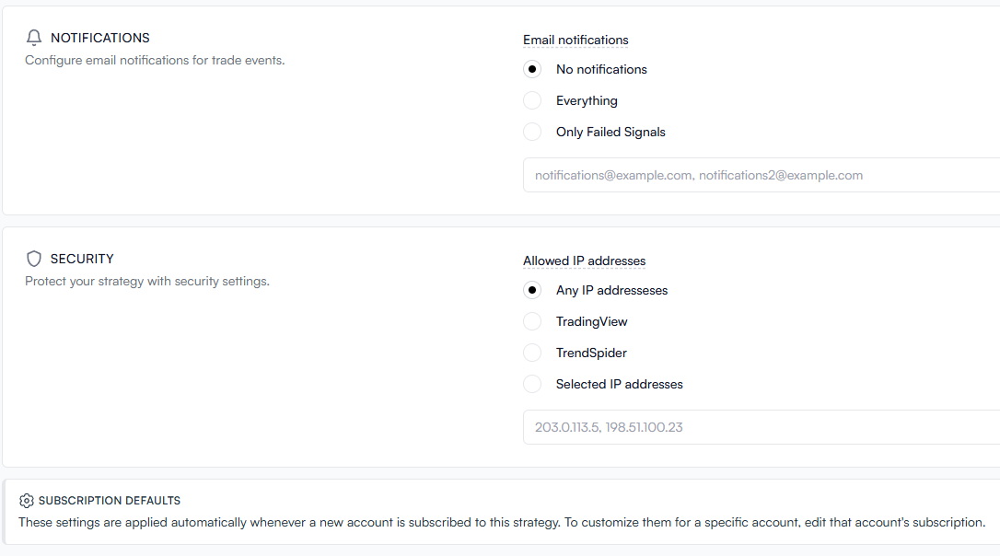 NOTIFICATIONS
Configure email notifications for trade events.
Email notifications
No notifications
Everything
Only Failed Signals
notifications@example.com, notifications2@example.com
SECURITY
Protect your strategy with security settings.
Allowed IP addresses
Any IP addresseses
TradingView
TrendSpider
Selected IP addresses
203.0.113.5, 198.51.100.23
SUBSCRIPTION DEFAULTS
These settings are applied automatically whenever a new account is subscribed to this strategy. To customize them for a specific account, edit that account's subscription.